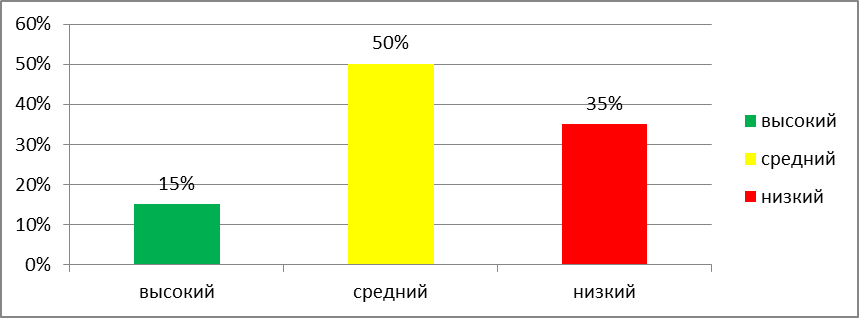 60%
50%
40%
30%
20%
10%
0%
15%
50%
35%
высокий
средний
низкий
высокий
средний
низкий